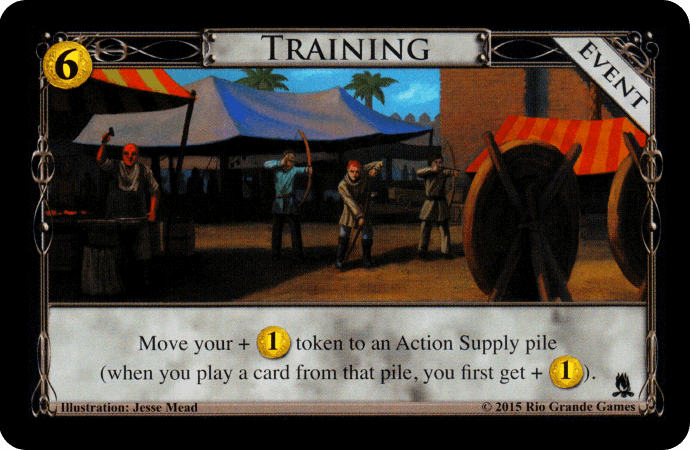 6
TRAINING
EVENT
Move your + 1 token to an Action Supply pile
(when you play a card from that pile, you first get + 1).
Illustration: Jesse Mead
© 2015 Rio Grande Games